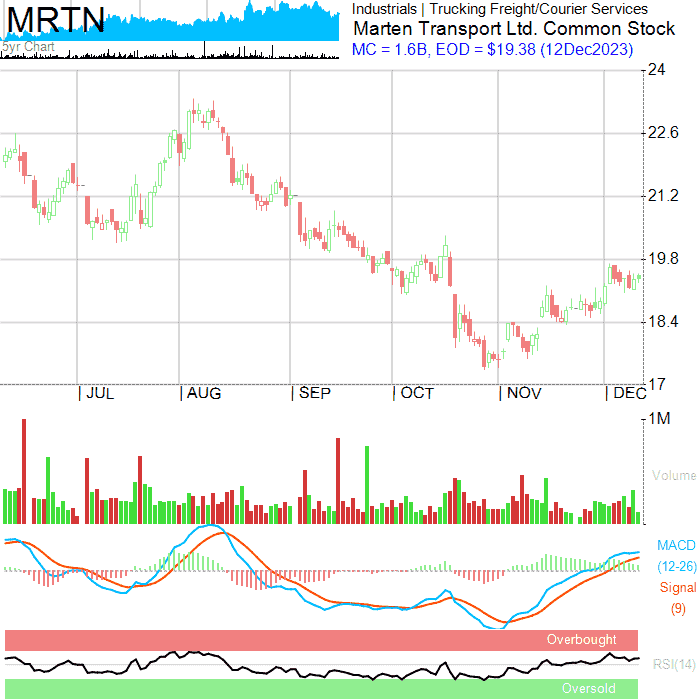 MRTN
5yr Chart
Industrials | Trucking Freight/Courier Services
Marten Transport Ltd. Common Stock
MC = 1.6B, EOD = $19.38 (12Dec2023)
24
22.6
21.2
19.8
18.4
17
| JUL | AUG | SEP | OCT | NOV | DEC
1M
Volume
MACD
(12-26)
Signal
(9)
Overbought
RSI(14)
Oversold